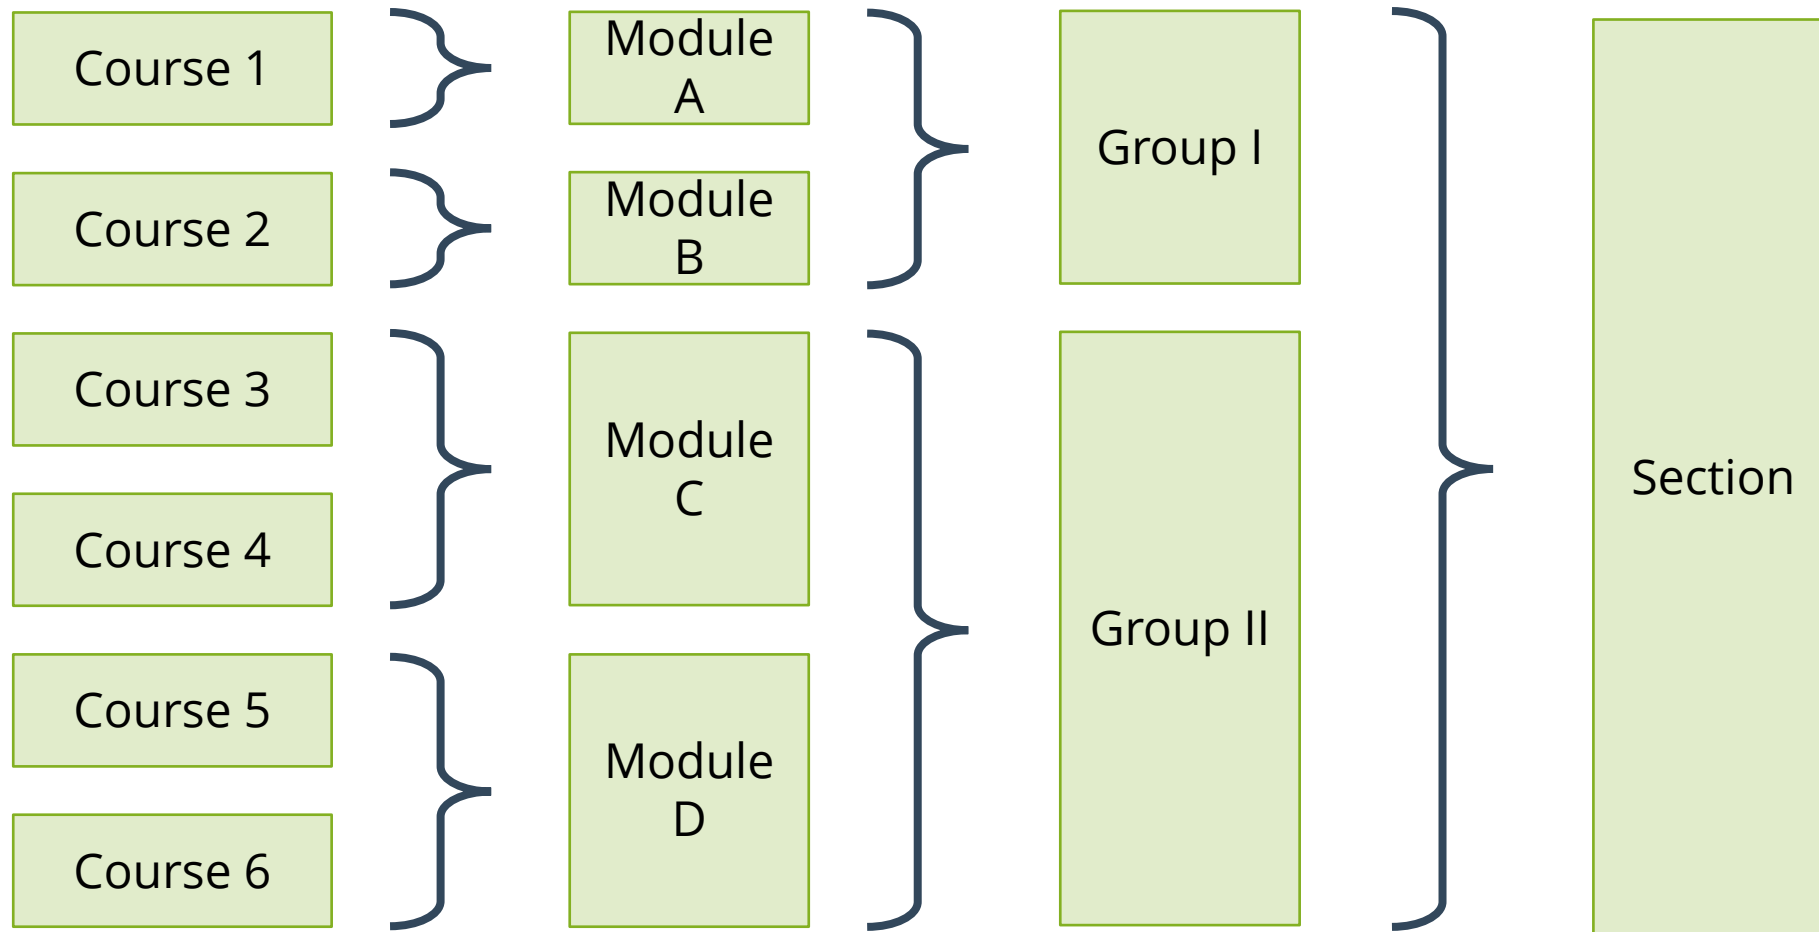 Course 1
Course 2
Course 3
Course 4
Course 5
Course 6
Module
A
Module
B
Module
C
Module
D
Group I
Group II
Section